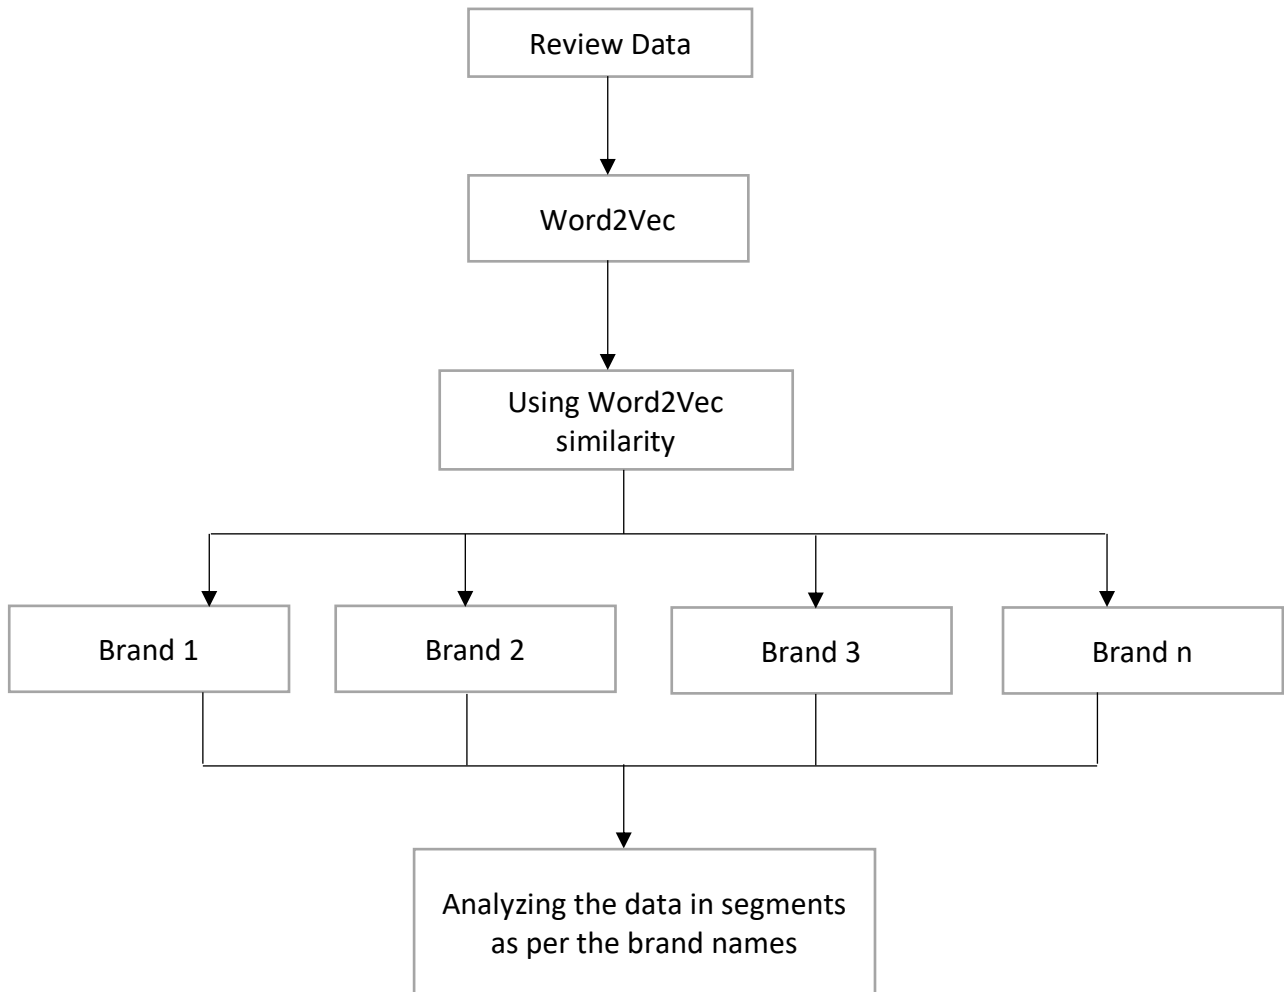 Review Data
Word2Vec
Using Word2Vec
similarity
Brand 1
Brand 2
Brand 3
Brand n
Analyzing the data in segments
as per the brand names